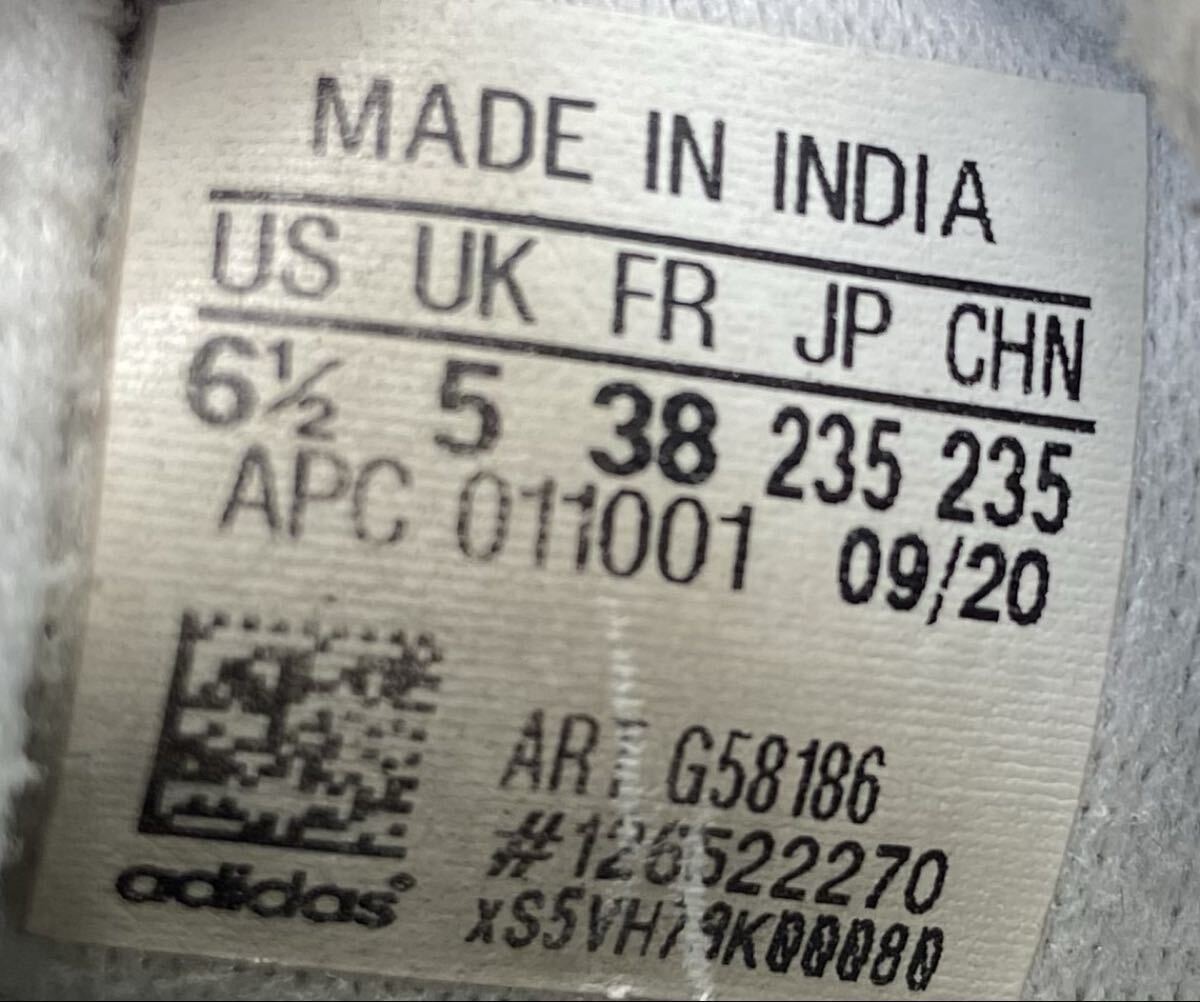 MADE IN INDIA
US UK FR JP CHN
6½ 5 38 235 235
APC 011001 09/20
ART G58186
#126522270
adidas
xS5VH79K00080